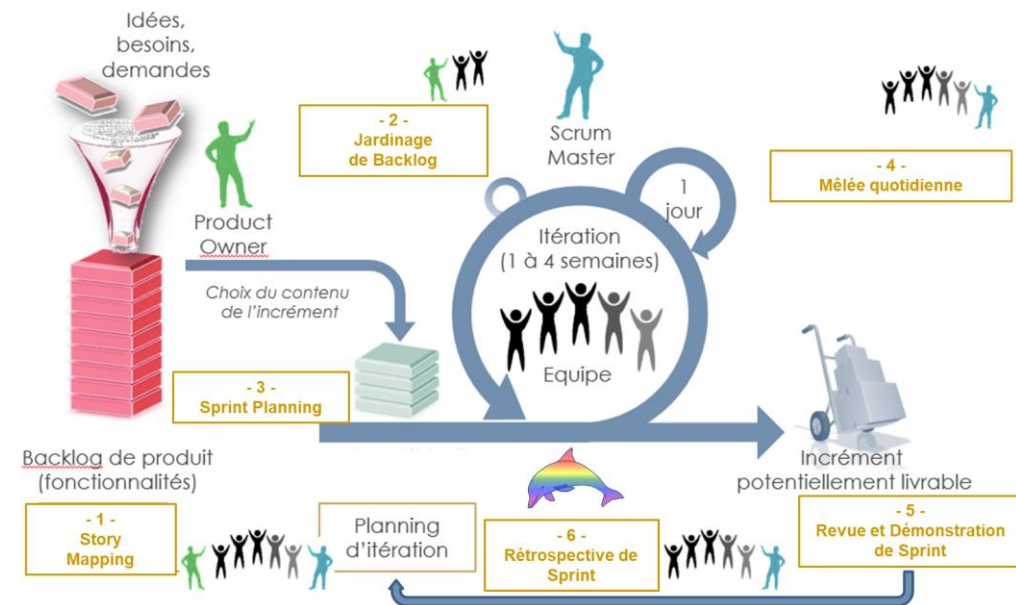 Idées,
besoins,
demandes
- 2 -
Jardinage
de Backlog
Scrum
Master
- 4 -
Mêlée quotidienne
1
jour
Product
Owner
Itération
(1 à 4 semaines)
Choix du contenu
de l'incrément
Equipe
- 3 -
Sprint Planning
Backlog de produit
(fonctionnalités)
Incrément
potentiellement livrable
- 1 -
Story
Mapping
Planning
d'itération
- 6 -
Rétrospective de
Sprint
- 5 -
Revue et Démonstration
de Sprint